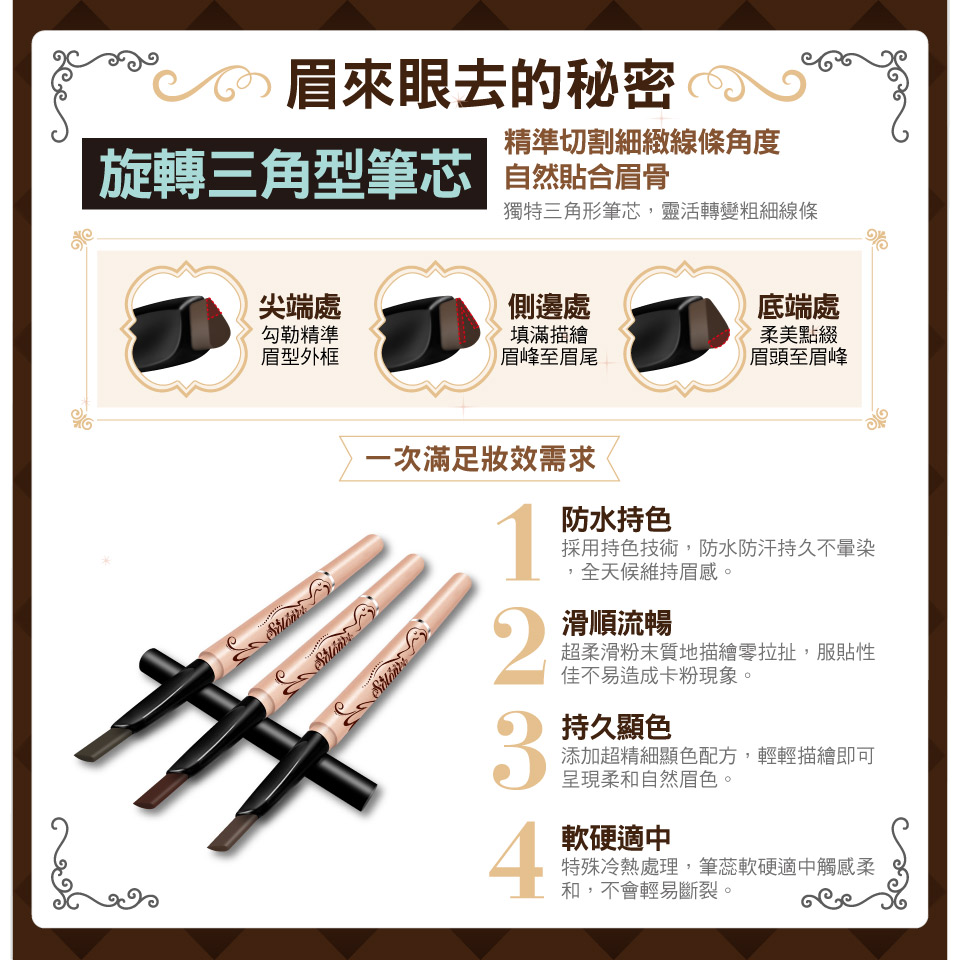 眉來眼去的秘密
旋轉三角型筆芯
精準切割細緻線條角度
自然貼合眉骨
獨特三角形筆芯，靈活轉變粗細線條
尖端處
勾勒精準
眉型外框
側邊處
填滿描繪
眉峰至眉尾
底端處
柔美點綴
眉頭至眉峰
一次滿足妝效需求
1
防水持色
採用持色技術，防水防汗持久不暈染
，全天候維持眉感。
2
滑順流暢
超柔滑粉末質地描繪零拉扯，服貼性
佳不易造成卡粉現象。
3
持久顯色
添加超精細顯色配方，輕輕描繪即可
呈現柔和自然眉色。
4
軟硬適中
特殊冷熱處理，筆蕊軟硬適中觸感柔
和，不會輕易斷裂。